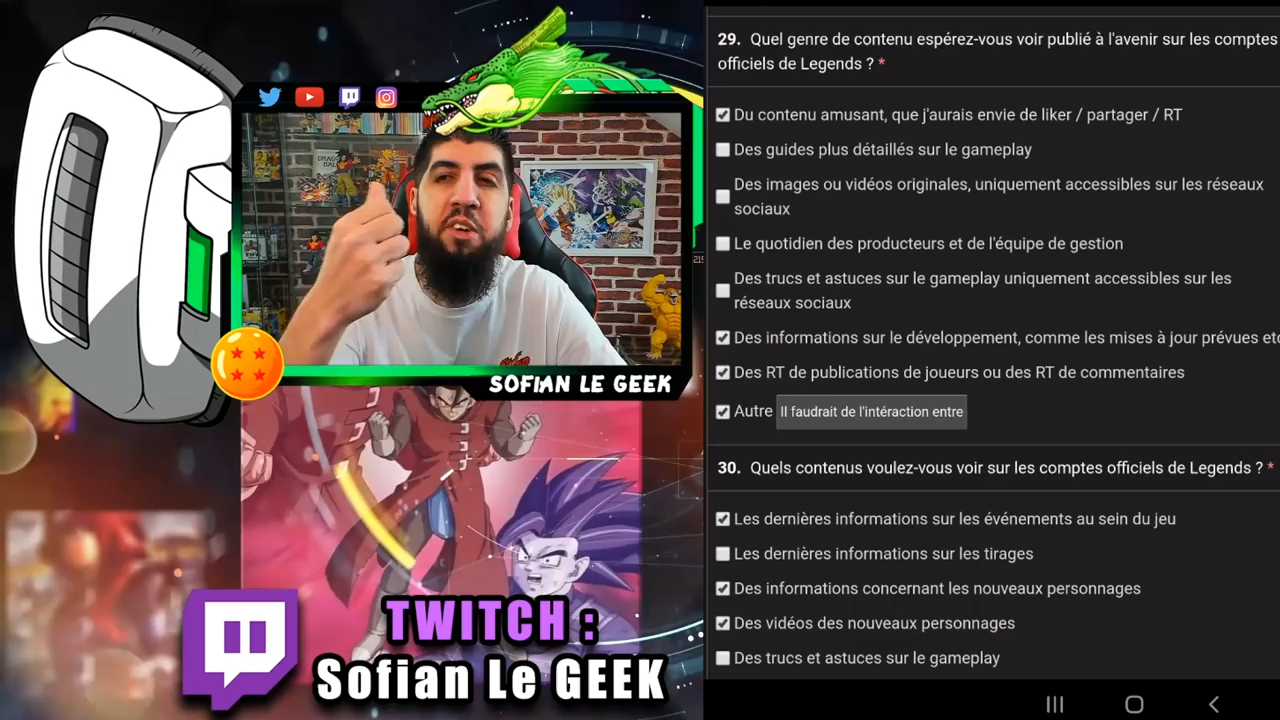 SOFIAN LE GEEK
TWITCH :
Sofian Le GEEK
29. Quel genre de contenu espérez-vous voir publié à l'avenir sur les comptes
officiels de Legends ? *
Du contenu amusant, que j'aurais envie de liker / partager / RT
Des guides plus détaillés sur le gameplay
Des images ou vidéos originales, uniquement accessibles sur les réseaux
sociaux
Le quotidien des producteurs et de l'équipe de gestion
Des trucs et astuces sur le gameplay uniquement accessibles sur les
réseaux sociaux
Des informations sur le développement, comme les mises à jour prévues etc
Des RT de publications de joueurs ou des RT de commentaires
Autre Il faudrait de l'intéraction entre
30. Quels contenus voulez-vous voir sur les comptes officiels de Legends ? *
Les dernières informations sur les événements au sein du jeu
Les dernières informations sur les tirages
Des informations concernant les nouveaux personnages
Des vidéos des nouveaux personnages
Des trucs et astuces sur le gameplay